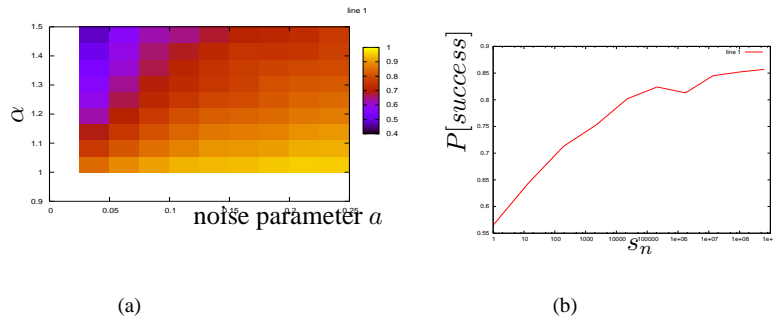 line 1
1.5
1.4
1.3
1.2
1.1
1
0.9
α
0
0.05
0.1
0.15
0.2
0.25
noise parameter a
1
0.9
0.8
0.7
0.6
0.5
0.4
(a)
line 1
0.9
0.85
0.8
0.75
0.7
0.65
0.6
0.55
P[success]
1
10
100
1000
10000
100000
1e+06
1e+07
1e+08
1e+
s_n
(b)